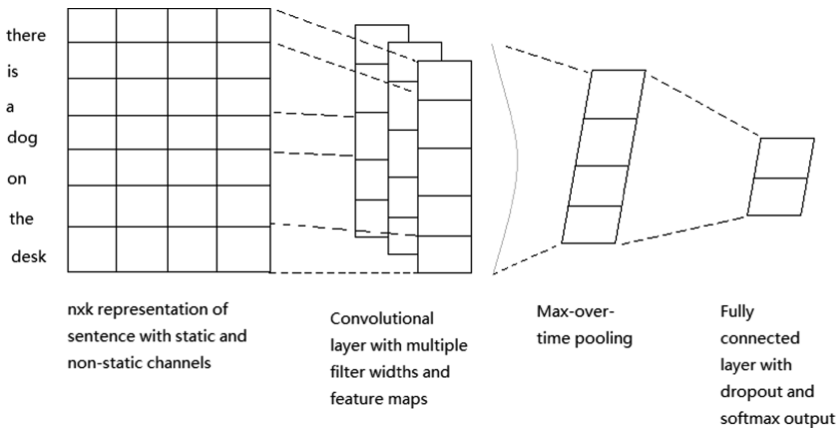 there
is
a
dog
on
the
desk
nxk representation of
sentence with static and
non-static channels
Convolutional
layer with multiple
filter widths and
feature maps
Max-over-
time pooling
Fully
connected
layer with
dropout and
softmax output